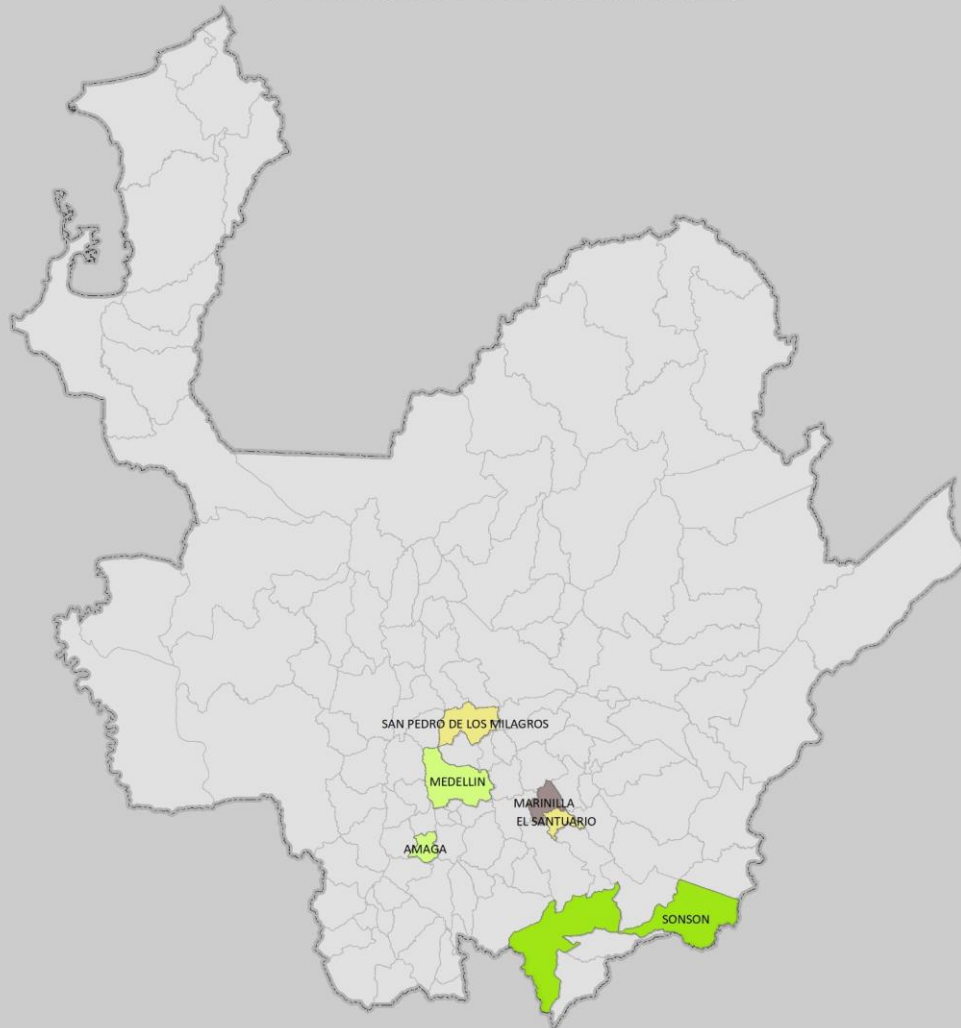 SAN PEDRO DE LOS MILAGROS
MEDELLIN
MARINILLA
EL SANTUARIO
AMAGA
SONSON